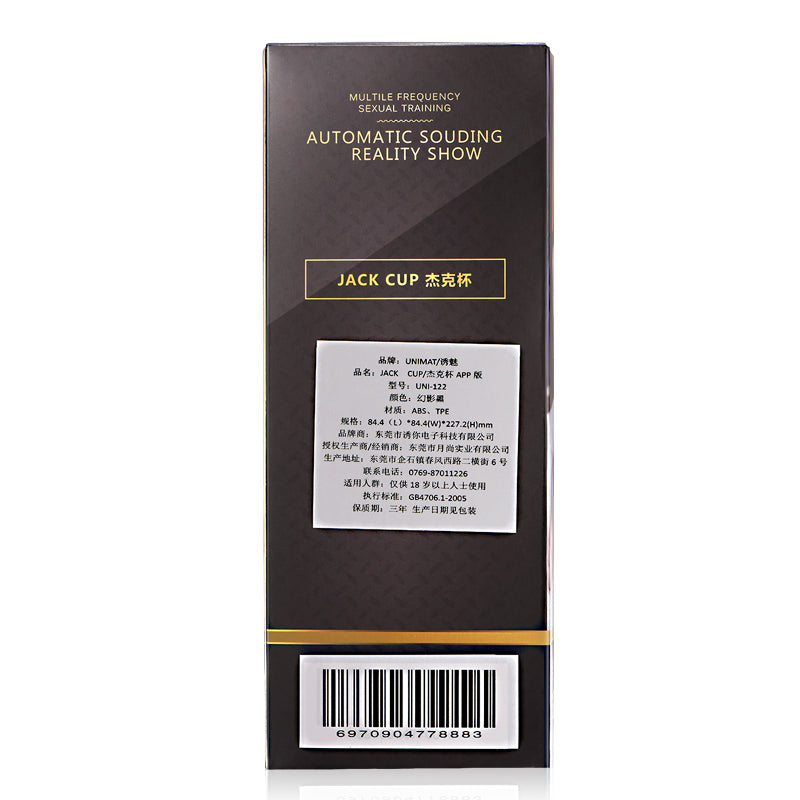 MULTILE FREQUENCY
SEXUAL TRAINING
AUTOMATIC SOUDING
REALITY SHOW
JACK CUP 杰克杯
品牌：UNIMAT/诱魅
品名：JACK CUP/杰克杯 APP 版
型号：UNI-122
颜色：幻影黑
材质：ABS、TPE
规格：84.4（L）*84.4(W)*227.2(H)mm
品牌商：东莞市诱你电子科技有限公司
授权生产商/经销商：东莞市月尚实业有限公司
生产地址：东莞市企石镇春风西路二横街 6 号
联系电话：0769-87011226
适用人群：仅供 18 岁以上人士使用
执行标准：GB4706.1-2005
保质期：三年 生产日期见包装
6970904778883